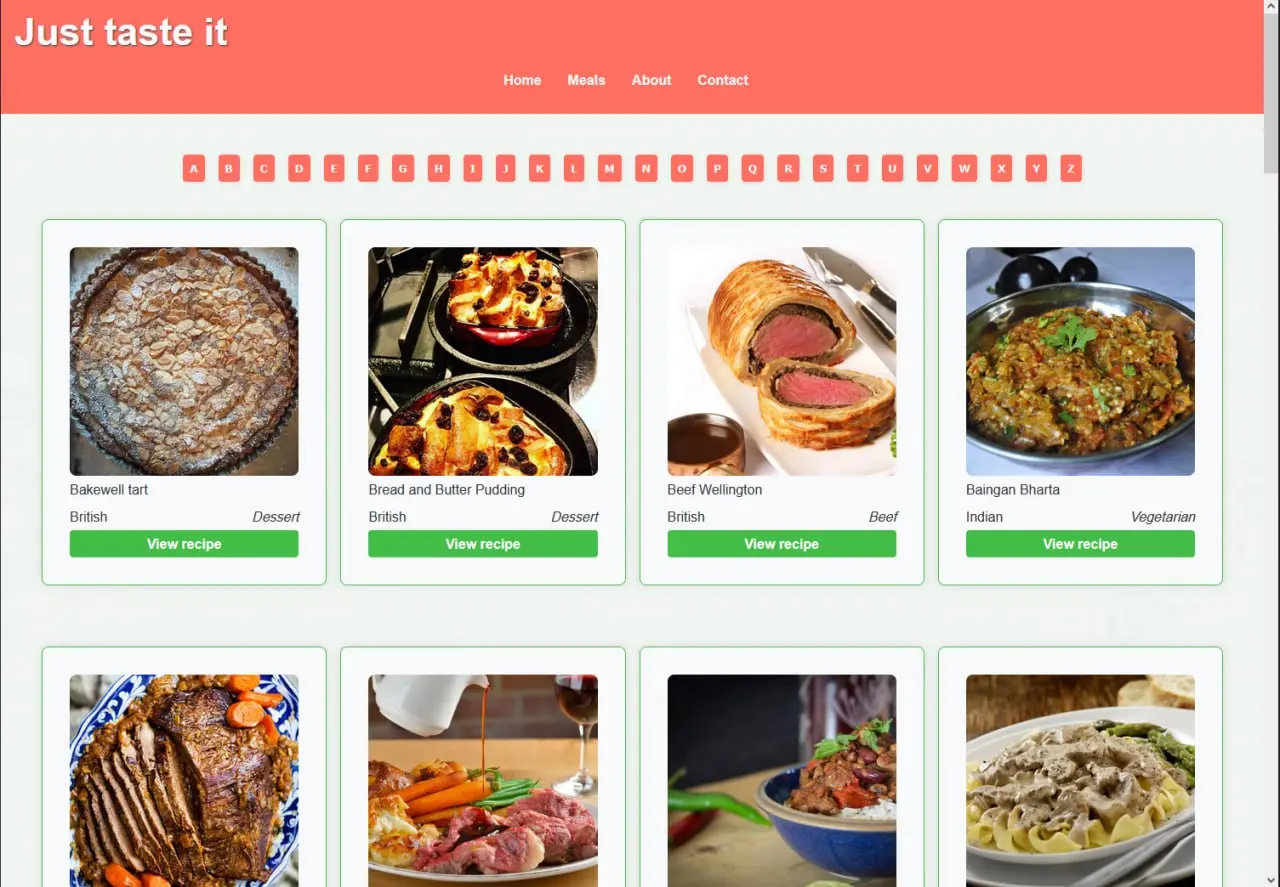 Just taste it
Home Meals About Contact
A B C D E F G H I J K L M N O P Q R S T U V W X Y Z
Bakewell tart
British Dessert
View recipe
Bread and Butter Pudding
British Dessert
View recipe
Beef Wellington
British Beef
View recipe
Baingan Bharta
Indian Vegetarian
View recipe